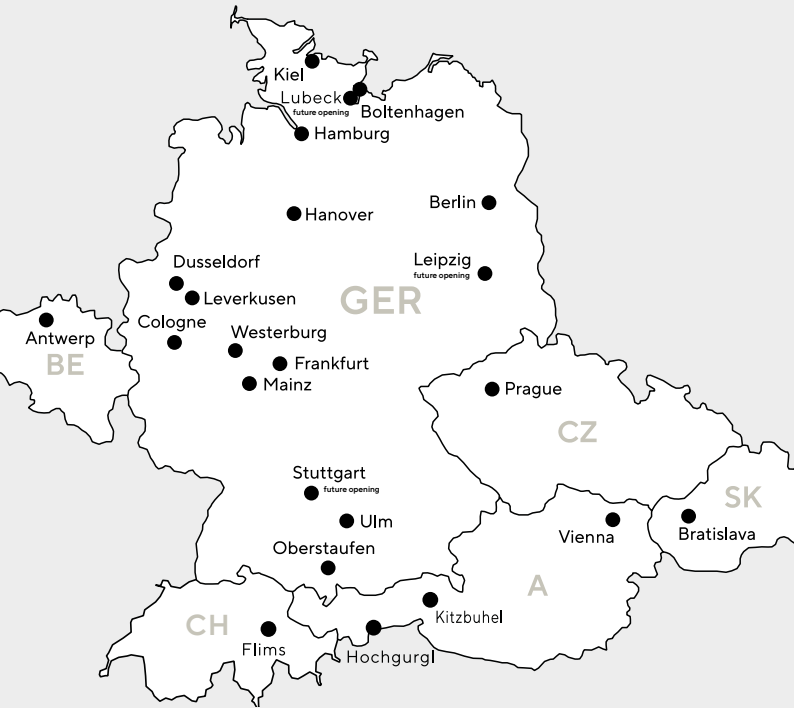 Kiel
Lubeck
future opening
Boltenhagen
Hamburg
Berlin
Hanover
Leipzig
future opening
Dusseldorf
Leverkusen
GER
Cologne
Antwerp
BE
Westerburg
Frankfurt
Mainz
Prague
CZ
Stuttgart
future opening
SK
Ulm
Vienna
Bratislava
Oberstaufen
A
Kitzbuhel
CH
Flims
Hochgurgl